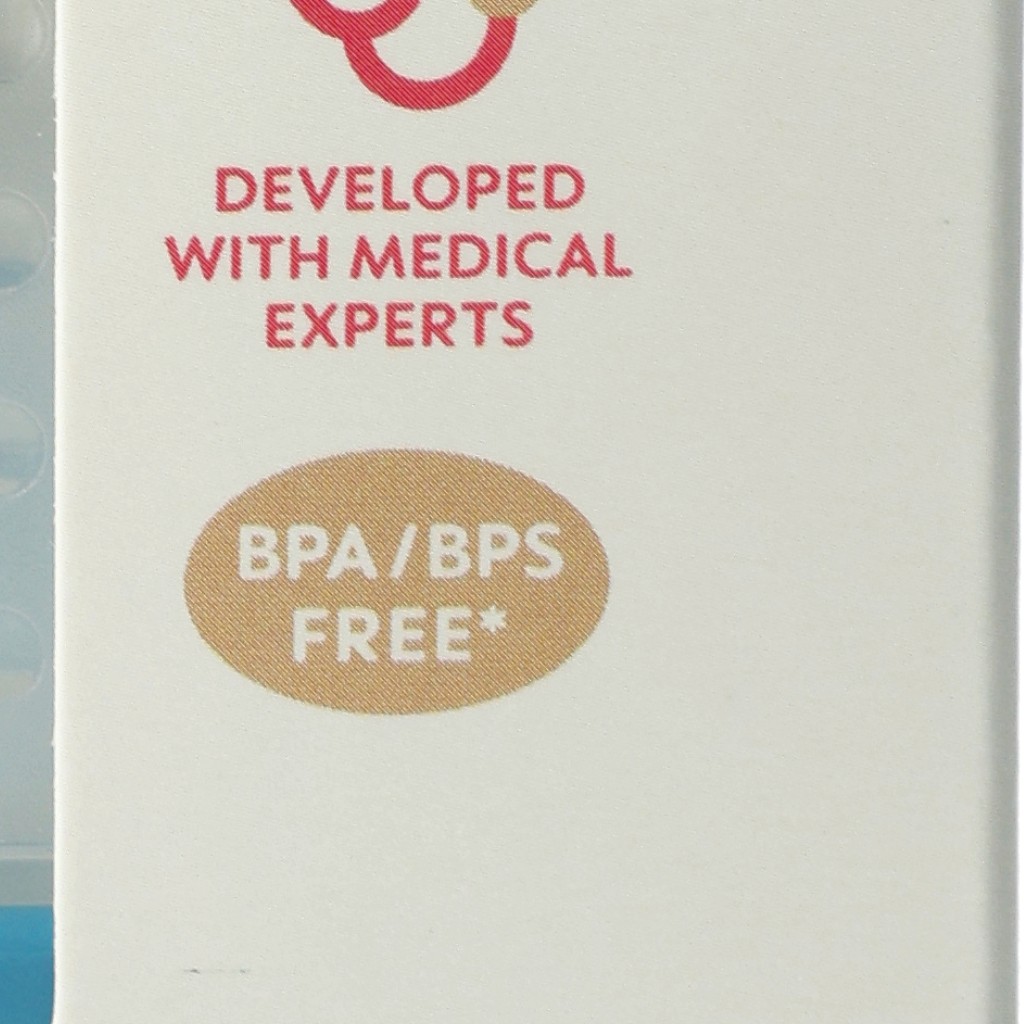 DEVELOPED
WITH MEDICAL
EXPERTS
BPA/BPS
FREE*